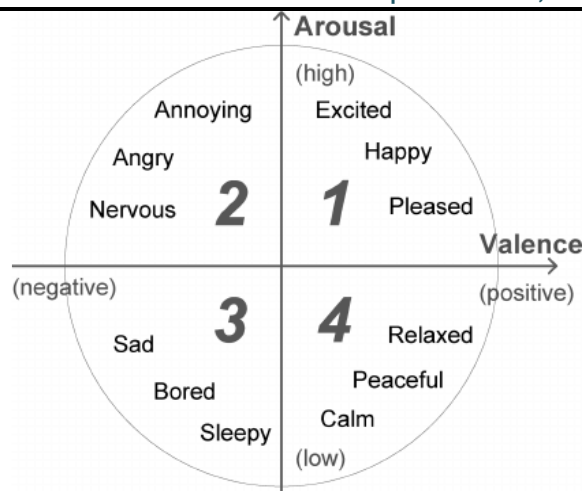 Arousal
(high)
Annoying
Excited
Angry
Happy
Nervous
2
1
Pleased
Valence
(negative)
(positive)
3
4
Sad
Relaxed
Bored
Peaceful
Sleepy
Calm
(low)